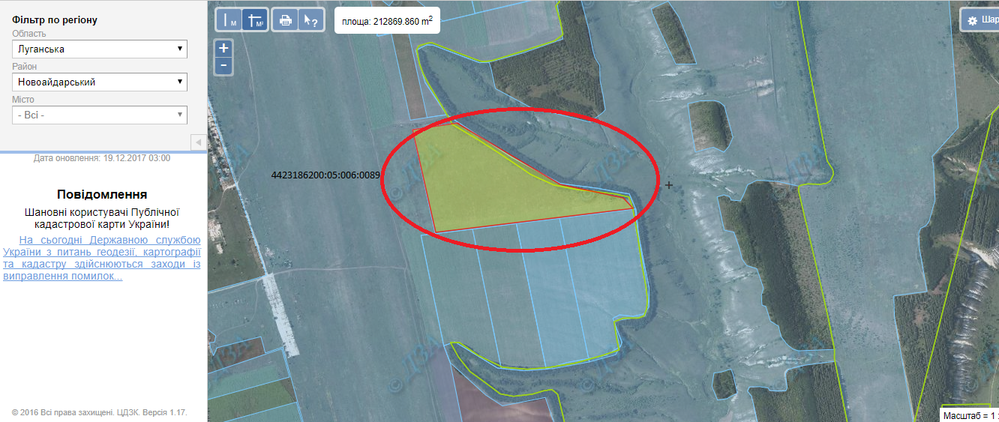 Фільтр по регіону
Область
Луганська
Район
Новоайдарський
Місто
- Всі -
Дата оновлення: 19.12.2017 03:00
Повідомлення
Шановні користувачі Публічної
кадастрової карти України!
На сьогодні Державною службою
України з питань геодезії, картографії
та кадастру здійснюються заходи із
виправлення помилок...
© 2016 Всі права захищені. ЦДЗК. Версія 1.17.
м
м²
?
площа: 212869.860 m²
+
-
Шар
4423186200:05:006:0089
© ДЗА
Масштаб = 1 :